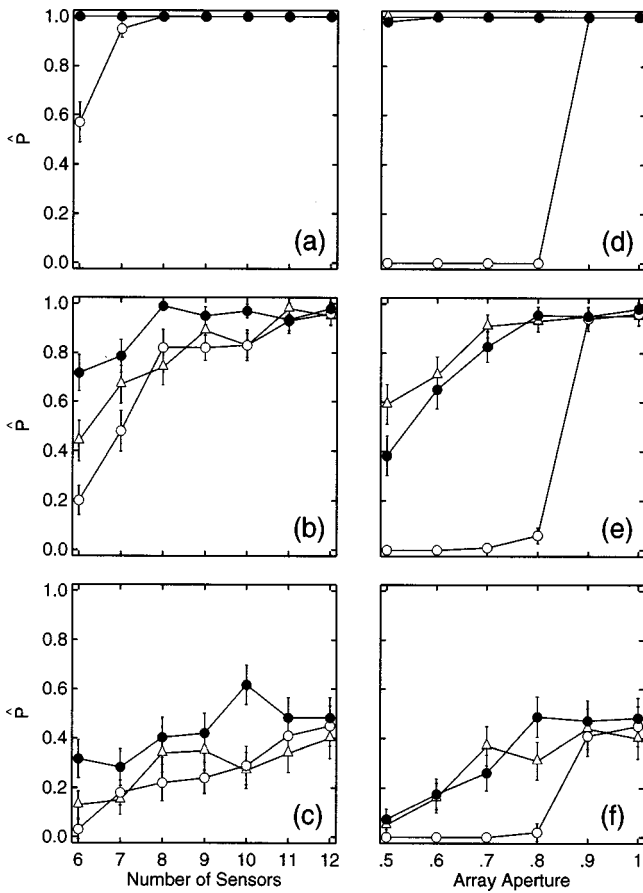 1.0
0.8
0.6
0.4
0.2
0.0
P̂
(a)
(d)
1.0
0.8
0.6
0.4
0.2
0.0
P̂
(b)
(e)
1.0
0.8
0.6
0.4
0.2
0.0
P̂
(c)
(f)
6 7 8 9 10 11 12
.5 .6 .7 .8 .9 1
Number of Sensors
Array Aperture